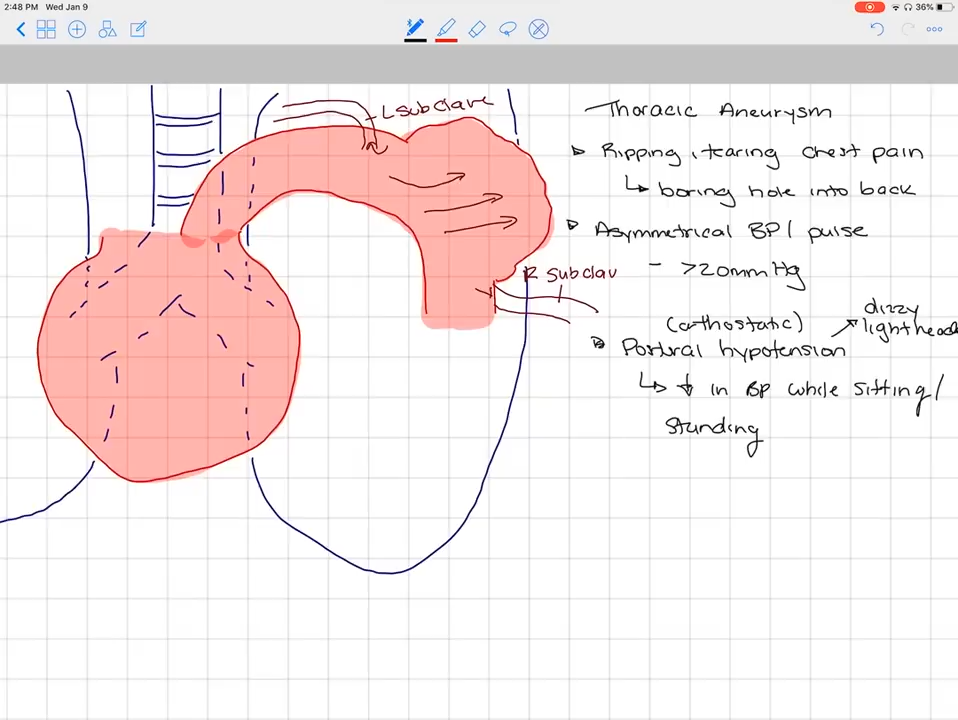 2:48 PM Wed Jan 9
36%
L subclave
Thoracic Aneurysm
Ripping, tearing chest pain
boring hole into back
Asymmetrical BP/ pulse
- >20mmHg
R subclav
dizzy
(orthostatic)
lighthead
Postural hypotension
↓ in BP while sitting/
standing